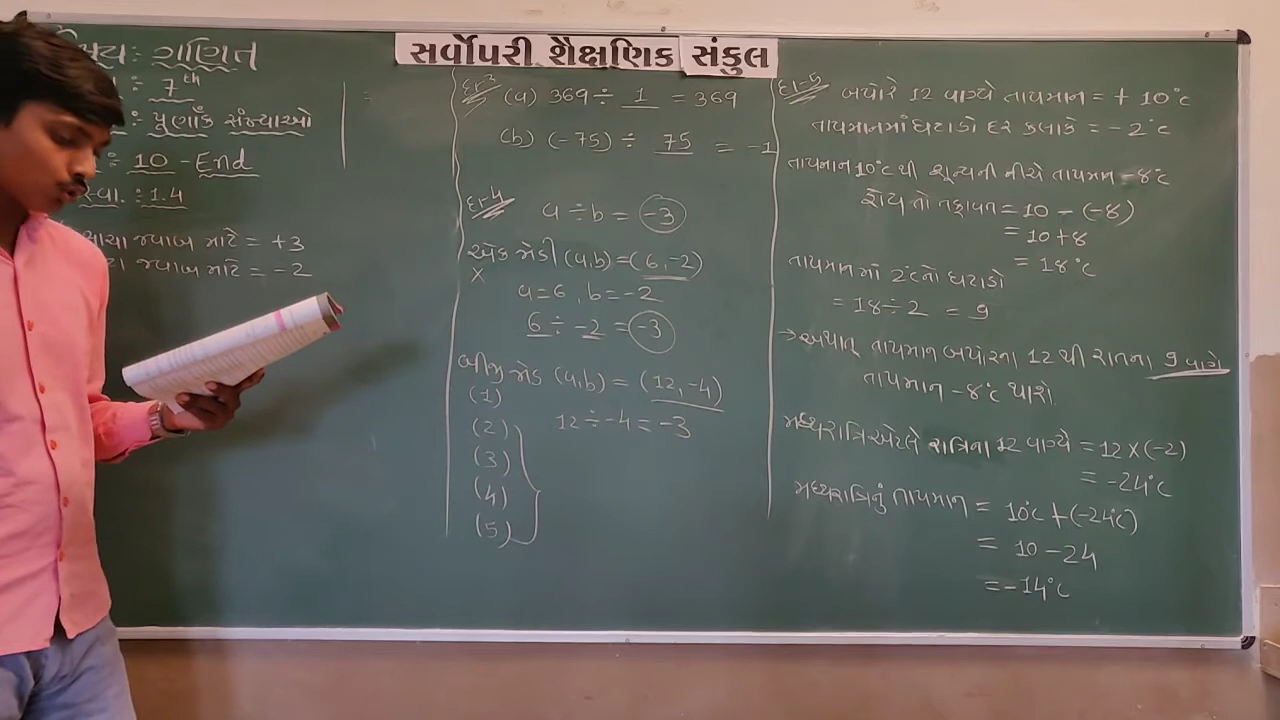 સર્વોપરી શૈક્ષણિક સંકુલ
: ગણિત
: 7th
: પૂર્ણાંક સંખ્યાઓ
: 10 - End
સ્વા. : 1.4
સાચા જવાબ માટે = +3
જવાબ માટે = -2
(a) 369 ÷ 1 = 369
(b) (-75) ÷ 75 = -1
દા-4
a ÷ b = -3
એક જોડી (a,b) = (6,-2)
x
a=6, b=-2
6 ÷ -2 = -3
બીજી જોડ (a,b) = (12,-4)
(1)
12 ÷ -4 = -3
(2)
(3)
(4)
(5)
દા-5
બપોરે 12 વાગ્યે તાપમાન = + 10°c
તાપમાનમાં ઘટાડો દર કલાકે = -2°c
તાપમાન 10°c થી શૂન્યની નીચે તાપમાન -8°c
હોય તો તફાવત = 10 - (-8)
= 10+8
= 18°c
તાપમાન માં 2°cનો ઘટાડો
= 18÷2 = 9
→ અર્થાત્ તાપમાન બપોરના 12 થી રાતના 9 વાગે
તાપમાન -8°c થાશે
મધ્યરાત્રિ એટલે રાત્રિના 12 વાગ્યે = 12×(-2)
= -24°c
મધ્યરાત્રિનું તાપમાન = 10°c +(-24°c)
= 10-24
= -14°c